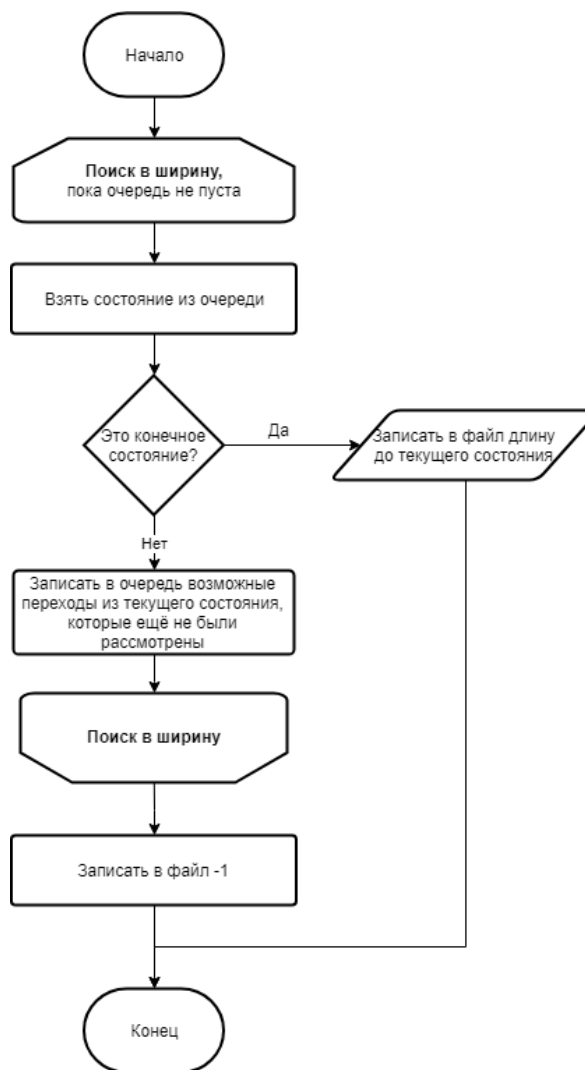 Начало
Поиск в ширину,
пока очередь не пуста
Взять состояние из очереди
Это конечное
состояние?
Да
Записать в файл длину
до текущего состояния
Нет
Записать в очередь возможные
переходы из текущего состояния,
которые ещё не были
рассмотрены
Поиск в ширину
Записать в файл -1
Конец